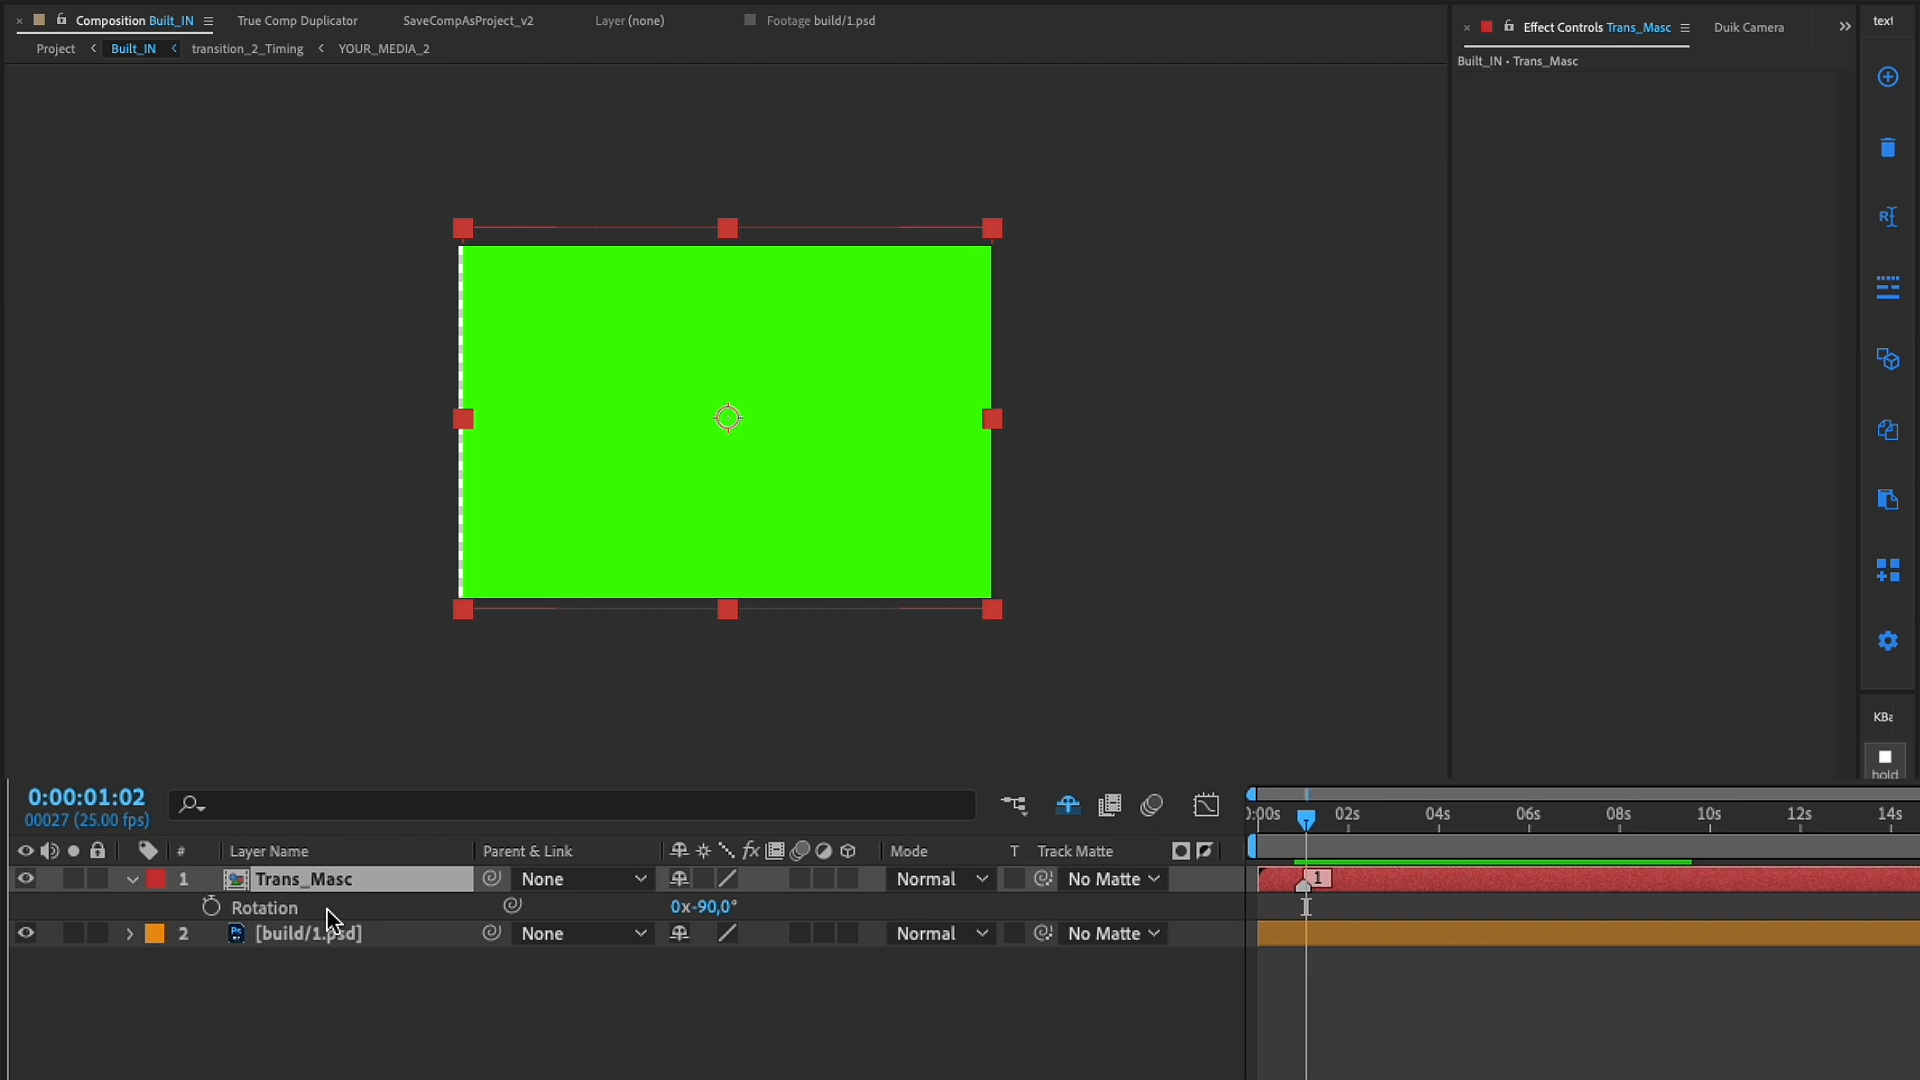 Composition Built_IN
True Comp Duplicator
SaveCompAsProject_v2
Layer (none)
Footage build/1.psd
Effect Controls Trans_Masc
Duik Camera
text
Project
Built_IN
transition_2_Timing
YOUR_MEDIA_2
Built_IN • Trans_Masc
KBa
hold
0:00:01:02
00027 (25.00 fps)
0:00s 02s 04s 06s 08s 10s 12s 14s
# Layer Name Parent & Link fx Mode T Track Matte
1 Trans_Masc None Normal No Matte 1
Rotation 0x-90,0°
2 [build/1.psd] None Normal No Matte